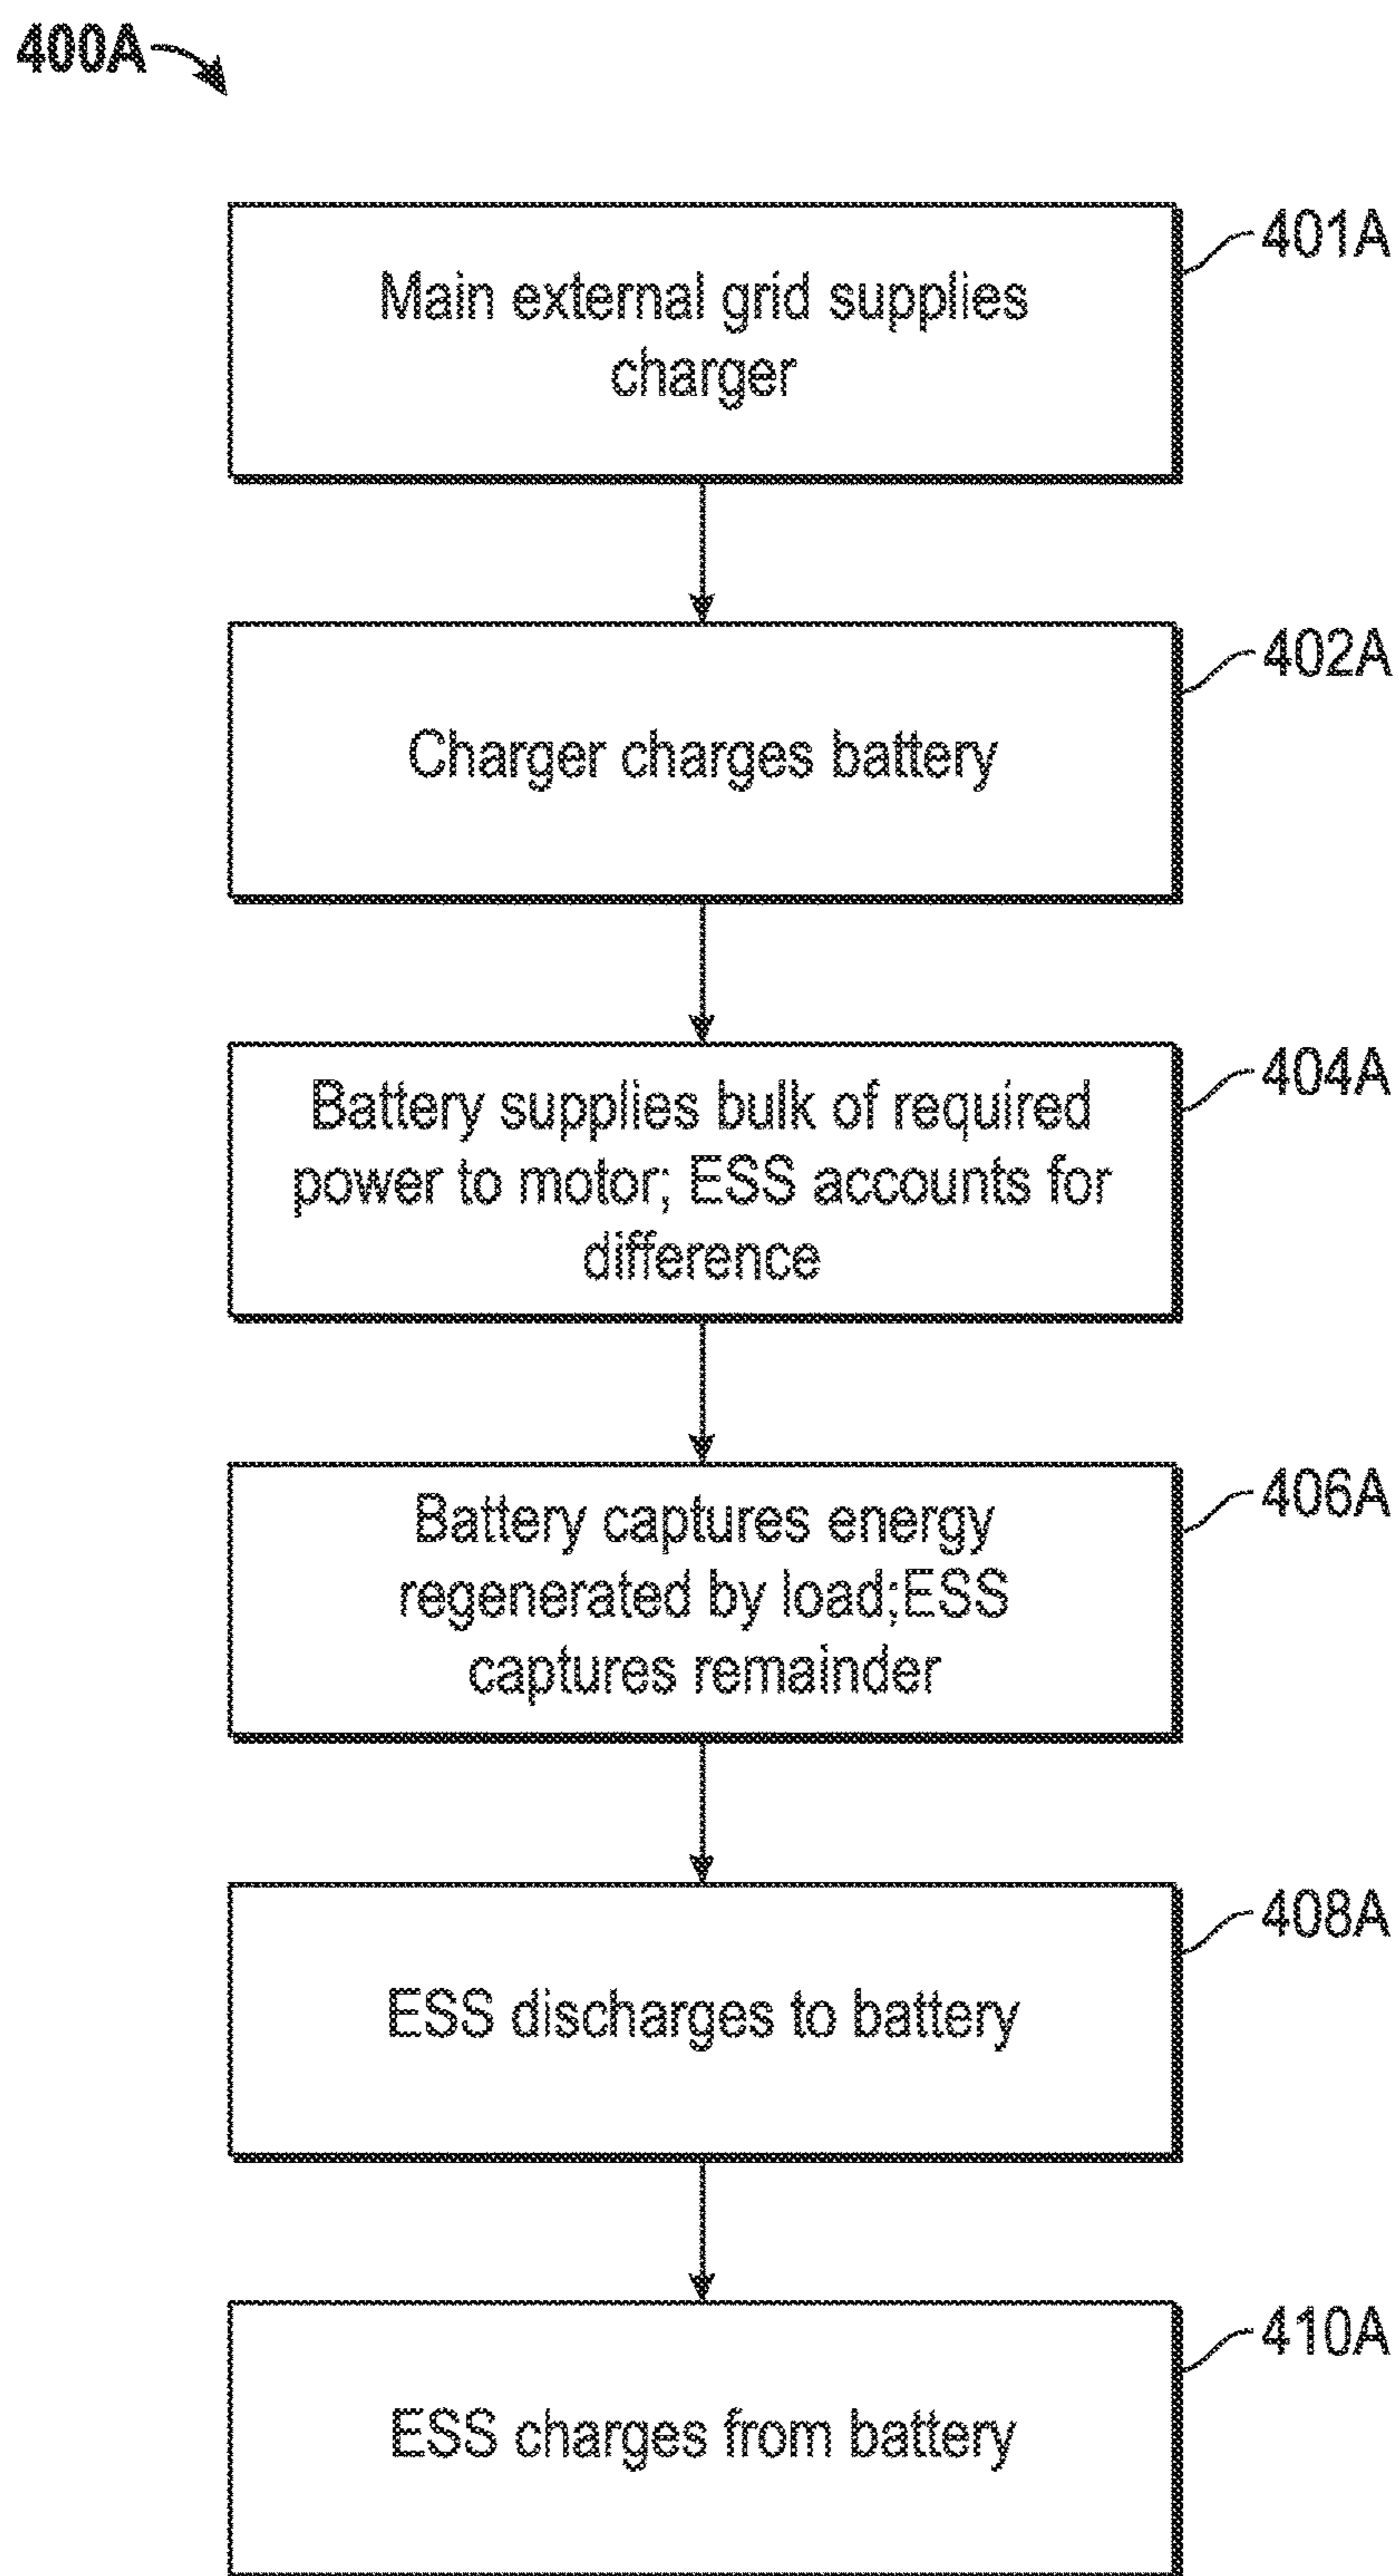 400A
Main external grid supplies
charger
401A
Charger charges battery
402A
Battery supplies bulk of required
power to motor; ESS accounts for
difference
404A
Battery captures energy
regenerated by load;ESS
captures remainder
406A
ESS discharges to battery
408A
ESS charges from battery
410A